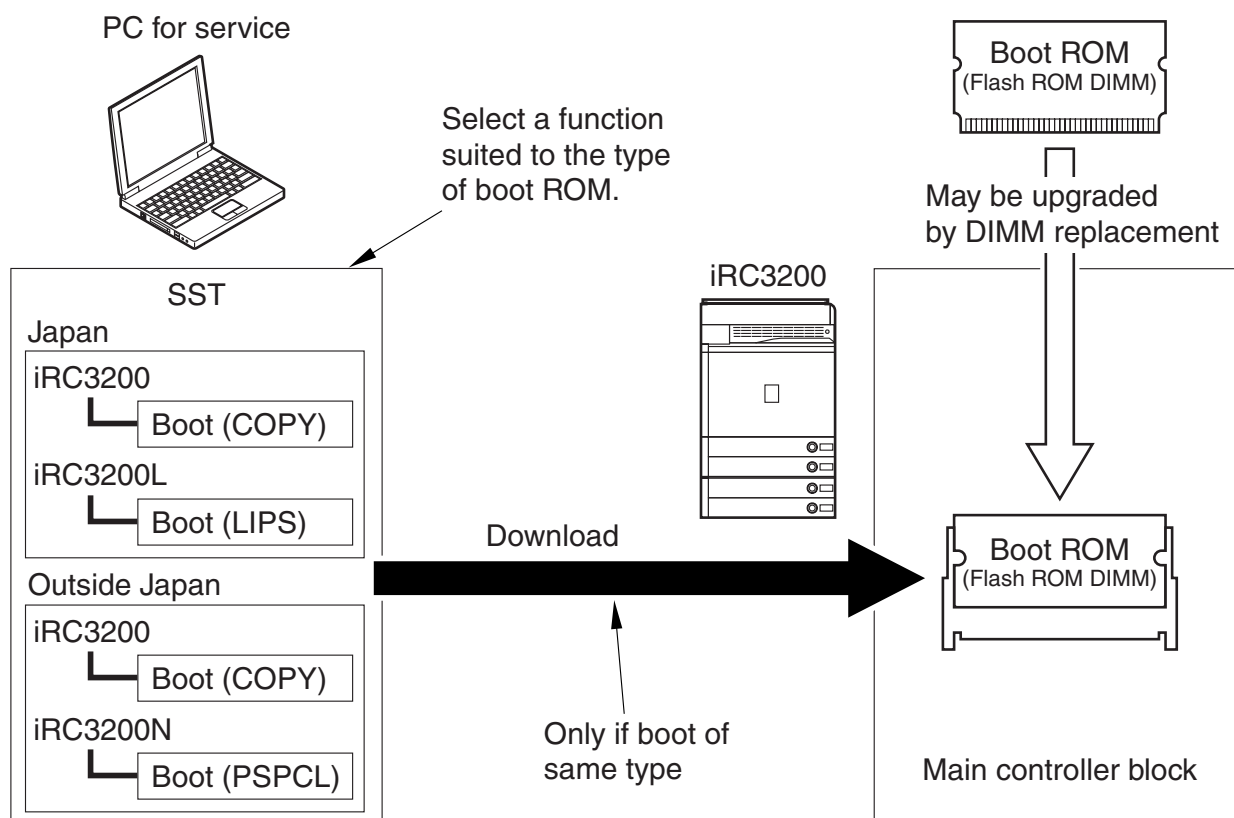 PC for service
Select a function
suited to the type
of boot ROM.
Boot ROM
(Flash ROM DIMM)
May be upgraded
by DIMM replacement
SST
Japan
iRC3200
Boot (COPY)
iRC3200L
Boot (LIPS)
Outside Japan
iRC3200
Boot (COPY)
iRC3200N
Boot (PSPCL)
iRC3200
Download
Only if boot of
same type
Boot ROM
(Flash ROM DIMM)
Main controller block